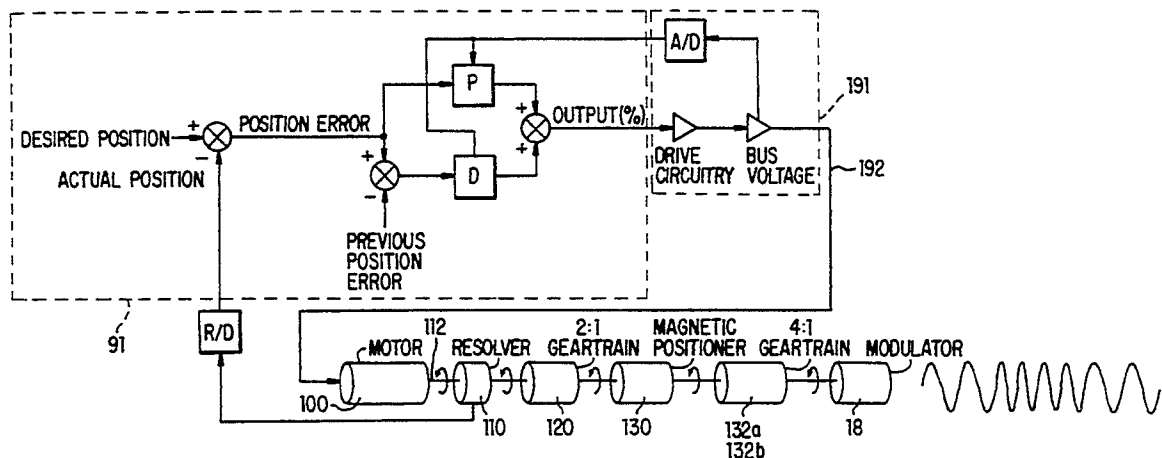 A/D
191
P
+
OUTPUT(%)
+
POSITION ERROR
+
DESIRED POSITION
-
ACTUAL POSITION
+
-
D
DRIVE
CIRCUITRY
BUS
VOLTAGE
192
PREVIOUS
POSITION
ERROR
91
R/D
112
2:1
MAGNETIC
4:1
MOTOR
RESOLVER
GEARTRAIN
POSITIONER
GEARTRAIN
MODULATOR
100
110
120
130
132a
132b
18